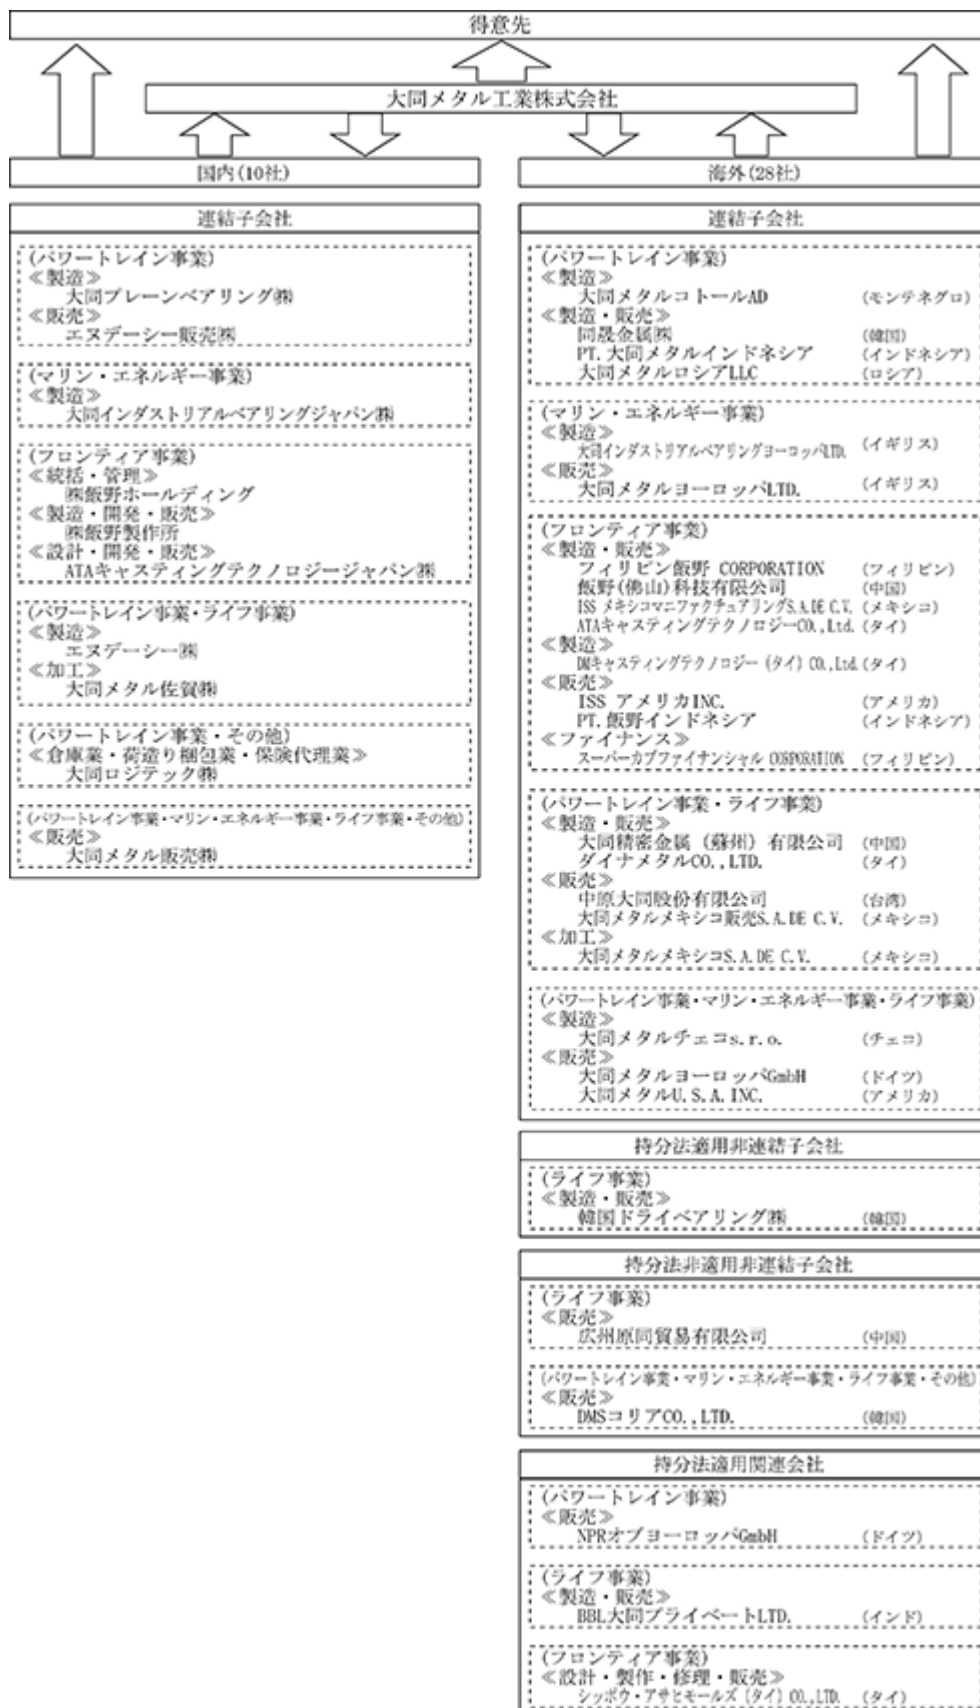 得意先
大同メタル工業株式会社
国内(10社)
連結子会社
(パワートレイン事業)
≪製造≫
大同プレーンベアリング㈱
≪販売≫
エヌデーシー販売㈱
(マリン・エネルギー事業)
≪製造≫
大同インダストリアルベアリングジャパン㈱
(フロンティア事業)
≪統括・管理≫
㈱飯野ホールディング
≪製造・開発・販売≫
㈱飯野製作所
≪設計・開発・販売≫
ATAキャスティングテクノロジージャパン㈱
(パワートレイン事業・ライフ事業)
≪製造≫
エヌデーシー㈱
≪加工≫
大同メタル佐賀㈱
(パワートレイン事業・その他)
≪倉庫業・荷造り梱包業・保険代理業≫
大同ロジテック㈱
(パワートレイン事業・マリン・エネルギー事業・ライフ事業・その他)
≪販売≫
大同メタル販売㈱
海外(28社)
連結子会社
(パワートレイン事業)
≪製造≫
大同メタルコトールAD (モンテネグロ)
≪製造・販売≫
同晟金属㈱ (韓国)
PT.大同メタルインドネシア (インドネシア)
大同メタルロシアLLC (ロシア)
(マリン・エネルギー事業)
≪製造≫
大同インダストリアルベアリングヨーロッパLTD. (イギリス)
≪販売≫
大同メタルヨーロッパLTD. (イギリス)
(フロンティア事業)
≪製造・販売≫
フィリピン飯野 CORPORATION (フィリピン)
飯野(佛山)科技有限公司 (中国)
ISS メキシコマニファクチュアリングS.A.DE C.V. (メキシコ)
ATAキャスティングテクノロジーCO.,Ltd. (タイ)
≪製造≫
DMキャスティングテクノロジー (タイ) CO.,Ltd. (タイ)
≪販売≫
ISS アメリカINC. (アメリカ)
PT.飯野インドネシア (インドネシア)
≪ファイナンス≫
スーパーカブファイナンシャル CORPORATION (フィリピン)
(パワートレイン事業・ライフ事業)
≪製造・販売≫
大同精密金属 (蘇州) 有限公司 (中国)
ダイナメタルCO.,LTD. (タイ)
≪販売≫
中原大同股份有限公司 (台湾)
大同メタルメキシコ販売S.A.DE C.V. (メキシコ)
≪加工≫
大同メタルメキシコS.A.DE C.V. (メキシコ)
(パワートレイン事業・マリン・エネルギー事業・ライフ事業)
≪製造≫
大同メタルチェコs.r.o. (チェコ)
≪販売≫
大同メタルヨーロッパGmbH (ドイツ)
大同メタルU.S.A.INC. (アメリカ)
持分法適用非連結子会社
(ライフ事業)
≪製造・販売≫
韓国ドライベアリング㈱ (韓国)
持分法非適用非連結子会社
(ライフ事業)
≪販売≫
広州原同貿易有限公司 (中国)
(パワートレイン事業・マリン・エネルギー事業・ライフ事業・その他)
≪販売≫
DMSコリアCO.,LTD. (韓国)
持分法適用関連会社
(パワートレイン事業)
≪販売≫
NPRオブヨーロッパGmbH (ドイツ)
(ライフ事業)
≪製造・販売≫
BBL大同プライベートLTD. (インド)
(フロンティア事業)
≪設計・製作・修理・販売≫
シッポウ・アサヒモールズ (タイ) CO.,LTD. (タイ)